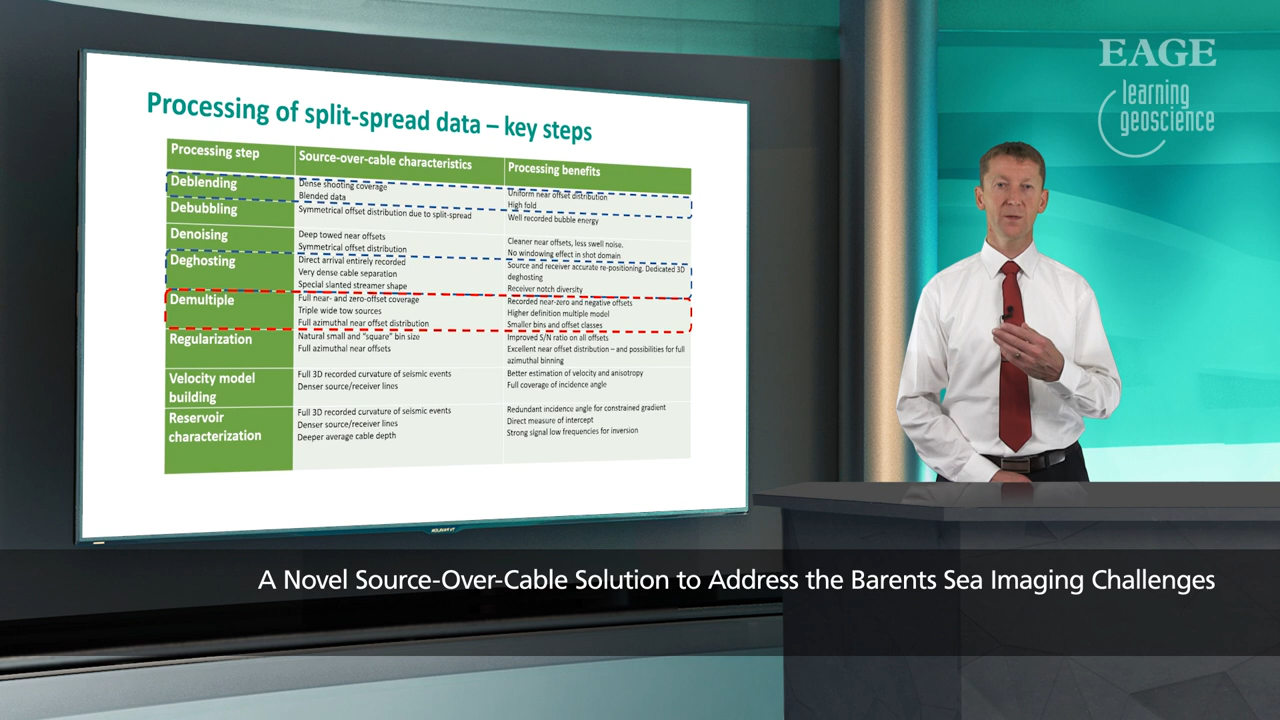 EAGE
learning
geoscience
Processing of split-spread data – key steps
Processing step
Source-over-cable characteristics
Processing benefits
Deblending
Dense shooting coverage
Blended data
Uniform near offset distribution
High fold
Debubbling
Symmetrical offset distribution due to split-spread
Well recorded bubble energy
Denoising
Deep towed near offsets
Symmetrical offset distribution
Cleaner near offsets, less swell noise.
No windowing effect in shot domain
Deghosting
Direct arrival entirely recorded
Very dense cable separation
Special slanted streamer shape
Source and receiver accurate re-positioning. Dedicated 3D
deghosting
Receiver notch diversity
Demultiple
Full near- and zero-offset coverage
Triple wide tow sources
Full azimuthal near offset distribution
Recorded near-zero and negative offsets
Higher definition multiple model
Smaller bins and offset classes
Regularization
Natural small and "square" bin size
Full azimuthal near offsets
Improved S/N ratio on all offsets
Excellent near offset distribution – and possibilities for full
azimuthal binning
Velocity model
building
Full 3D recorded curvature of seismic events
Denser source/receiver lines
Better estimation of velocity and anisotropy
Full coverage of incidence angle
Reservoir
characterization
Full 3D recorded curvature of seismic events
Denser source/receiver lines
Deeper average cable depth
Redundant incidence angle for constrained gradient
Direct measure of intercept
Strong signal low frequencies for inversion
A Novel Source-Over-Cable Solution to Address the Barents Sea Imaging Challenges